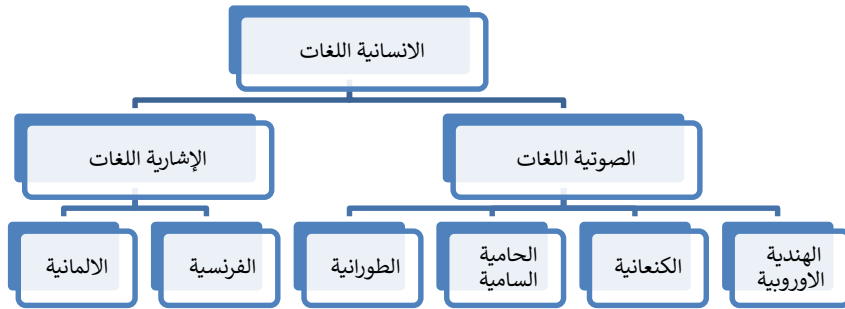 الانسانية اللغات
الصوتية اللغات
الإشارية اللغات
الهندية
الاوروبية
الكنعانية
الحامية
السامية
الطورانية
الفرنسية
الالمانية